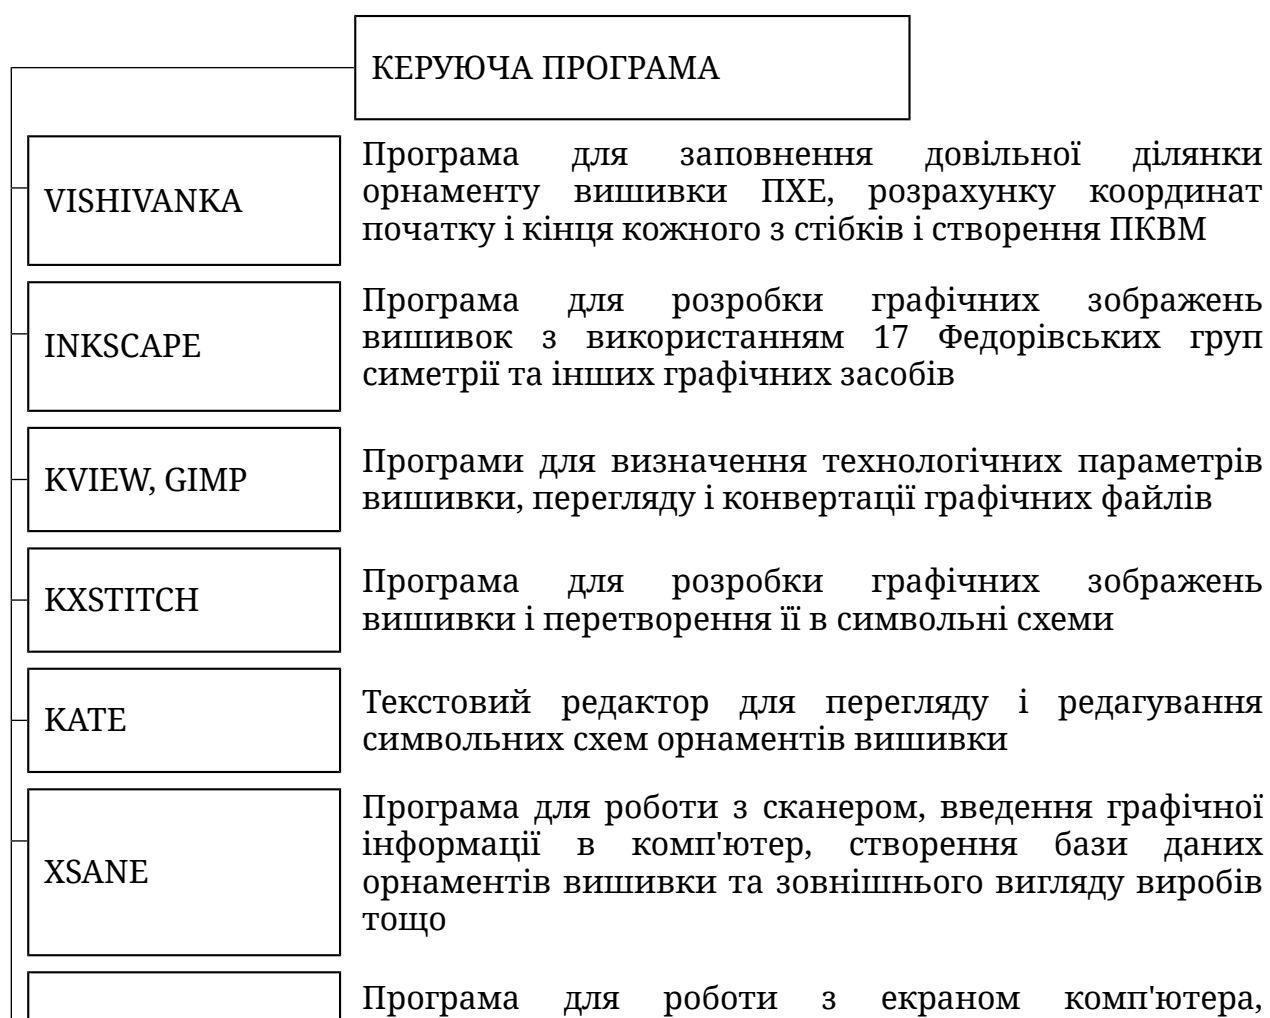 КЕРУЮЧА ПРОГРАМА
VISHIVANKA
Програма для заповнення довільної ділянки
орнаменту вишивки ПХЕ, розрахунку координат
початку і кінця кожного з стібків і створення ПКВМ
INKSCAPE
Програма для розробки графічних зображень
вишивок з використанням 17 Федорівських груп
симетрії та інших графічних засобів
KVIEW, GIMP
Програми для визначення технологічних параметрів
вишивки, перегляду і конвертації графічних файлів
KXSTITCH
Програма для розробки графічних зображень
вишивки і перетворення її в символьні схеми
KATE
Текстовий редактор для перегляду і редагування
символьних схем орнаментів вишивки
XSANE
Програма для роботи з сканером, введення графічної
інформації в комп'ютер, створення бази даних
орнаментів вишивки та зовнішнього вигляду виробів
тощо
Програма для роботи з екраном комп'ютера,